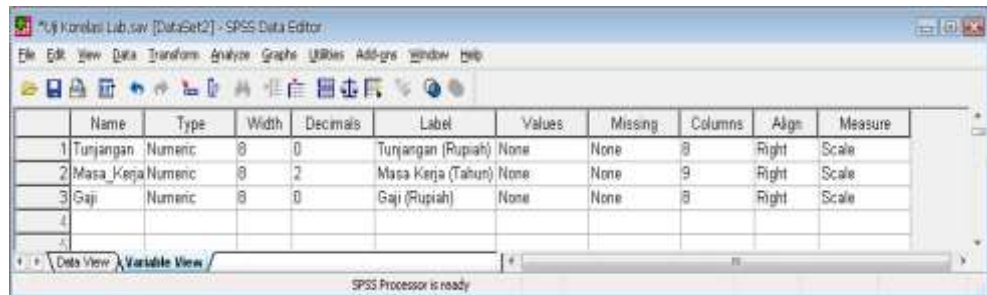 *Uji Korelasi Lab.sav [DataSet2] - SPSS Data Editor
File Edit View Data Transform Analyze Graphs Utilities Add-ons Window Help
Name Type Width Decimals Label Values Missing Columns Align Measure
1 Tunjangan Numeric 8 0 Tunjangan (Rupiah) None None 8 Right Scale
2 Masa_Kerja Numeric 8 2 Masa Kerja (Tahun) None None 9 Right Scale
3 Gaji Numeric 8 0 Gaji (Rupiah) None None 8 Right Scale
4
5
Data View Variable View
SPSS Processor is ready